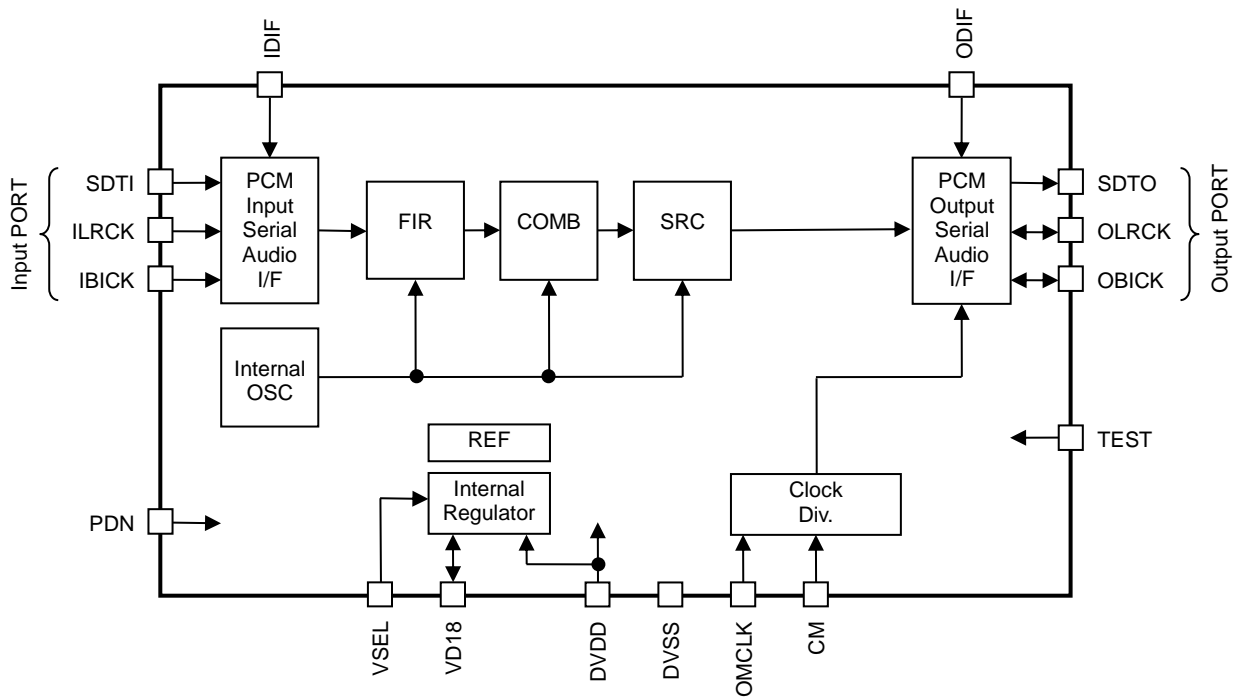 IDIF
ODIF
Input PORT
SDTI
ILRCK
IBICK
PCM
Input
Serial
Audio
I/F
FIR
COMB
SRC
PCM
Output
Serial
Audio
I/F
SDTO
OLRCK
OBICK
Output PORT
Internal
OSC
REF
TEST
Internal
Regulator
Clock
Div.
PDN
VSEL
VD18
DVDD
DVSS
OMCLK
CM